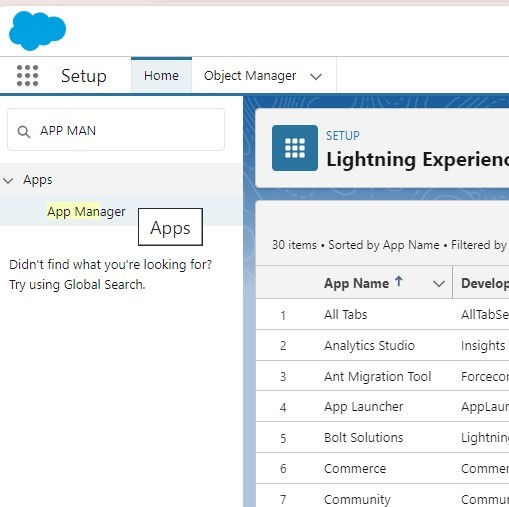 Setup Home Object Manager
APP MAN
Apps
App Manager
Apps
Didn't find what you're looking for?
Try using Global Search.
SETUP
Lightning Experienc
30 items • Sorted by App Name • Filtered by
App Name Develop
1 All Tabs AllTabSe
2 Analytics Studio Insights
3 Ant Migration Tool Forcecor
4 App Launcher AppLaun
5 Bolt Solutions Lightnin
6 Commerce Commer
7 Community Commun